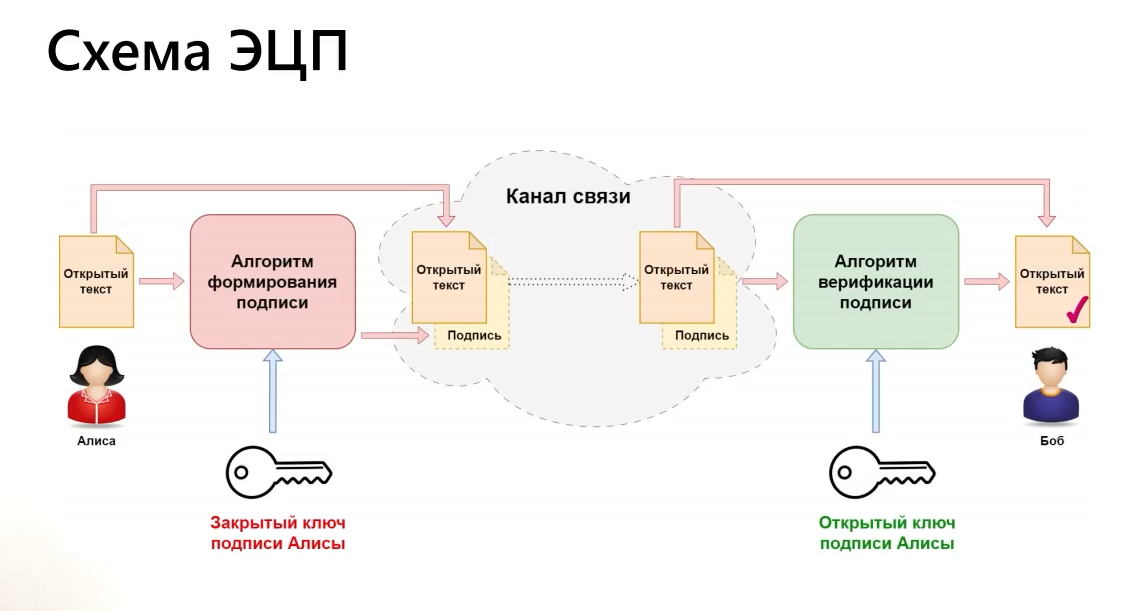 Схема ЭЦП
Канал связи
Открытый
текст
Алгоритм
формирования
подписи
Открытый
текст
Подпись
Открытый
текст
Подпись
Алгоритм
верификации
подписи
Открытый
текст
Алиса
Боб
Закрытый ключ
подписи Алисы
Открытый ключ
подписи Алисы